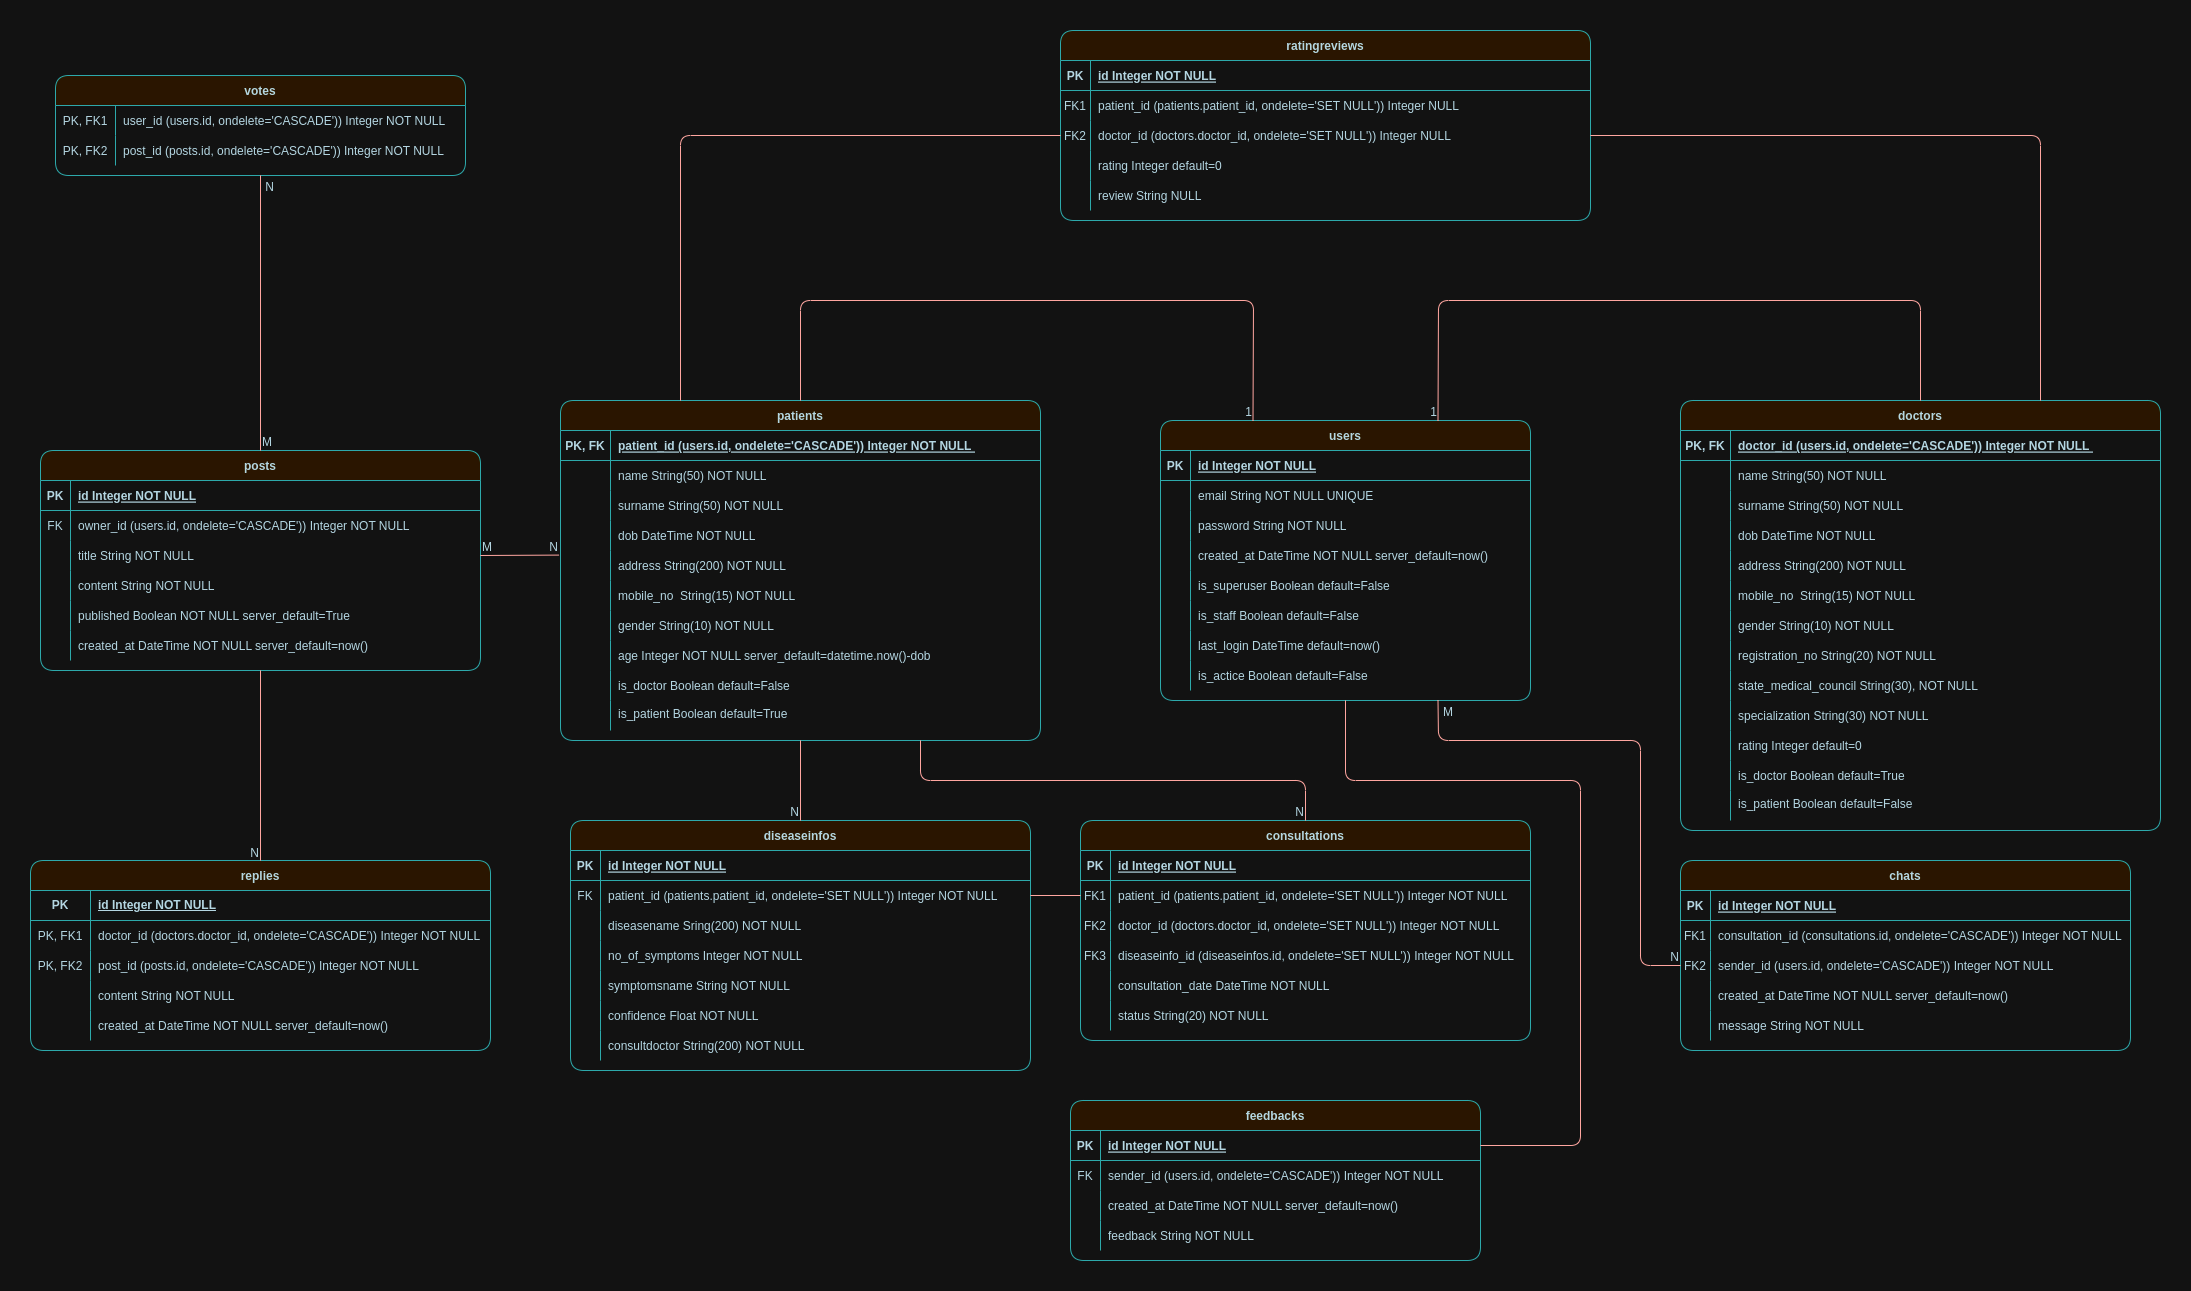 ratingreviews
PK id Integer NOT NULL
FK1 patient_id (patients.patient_id, ondelete='SET NULL')) Integer NULL
FK2 doctor_id (doctors.doctor_id, ondelete='SET NULL')) Integer NULL
rating Integer default=0
review String NULL
votes
PK, FK1 user_id (users.id, ondelete='CASCADE')) Integer NOT NULL
PK, FK2 post_id (posts.id, ondelete='CASCADE')) Integer NOT NULL
N
M
posts
PK id Integer NOT NULL
FK owner_id (users.id, ondelete='CASCADE')) Integer NOT NULL
title String NOT NULL
content String NOT NULL
published Boolean NOT NULL server_default=True
created_at DateTime NOT NULL server_default=now()
M
N
patients
PK, FK patient_id (users.id, ondelete='CASCADE')) Integer NOT NULL
name String(50) NOT NULL
surname String(50) NOT NULL
dob DateTime NOT NULL
address String(200) NOT NULL
mobile_no  String(15) NOT NULL
gender String(10) NOT NULL
age Integer NOT NULL server_default=datetime.now()-dob
is_doctor Boolean default=False
is_patient Boolean default=True
1
1
users
PK id Integer NOT NULL
email String NOT NULL UNIQUE
password String NOT NULL
created_at DateTime NOT NULL server_default=now()
is_superuser Boolean default=False
is_staff Boolean default=False
last_login DateTime default=now()
is_actice Boolean default=False
M
doctors
PK, FK doctor_id (users.id, ondelete='CASCADE')) Integer NOT NULL
name String(50) NOT NULL
surname String(50) NOT NULL
dob DateTime NOT NULL
address String(200) NOT NULL
mobile_no  String(15) NOT NULL
gender String(10) NOT NULL
registration_no String(20) NOT NULL
state_medical_council String(30), NOT NULL
specialization String(30) NOT NULL
rating Integer default=0
is_doctor Boolean default=True
is_patient Boolean default=False
N
replies
PK id Integer NOT NULL
PK, FK1 doctor_id (doctors.doctor_id, ondelete='CASCADE')) Integer NOT NULL
PK, FK2 post_id (posts.id, ondelete='CASCADE')) Integer NOT NULL
content String NOT NULL
created_at DateTime NOT NULL server_default=now()
N
diseaseinfos
PK id Integer NOT NULL
FK patient_id (patients.patient_id, ondelete='SET NULL')) Integer NOT NULL
diseasename Sring(200) NOT NULL
no_of_symptoms Integer NOT NULL
symptomsname String NOT NULL
confidence Float NOT NULL
consultdoctor String(200) NOT NULL
N
consultations
PK id Integer NOT NULL
FK1 patient_id (patients.patient_id, ondelete='SET NULL')) Integer NOT NULL
FK2 doctor_id (doctors.doctor_id, ondelete='SET NULL')) Integer NOT NULL
FK3 diseaseinfo_id (diseaseinfos.id, ondelete='SET NULL')) Integer NOT NULL
consultation_date DateTime NOT NULL
status String(20) NOT NULL
N
chats
PK id Integer NOT NULL
FK1 consultation_id (consultations.id, ondelete='CASCADE')) Integer NOT NULL
FK2 sender_id (users.id, ondelete='CASCADE')) Integer NOT NULL
created_at DateTime NOT NULL server_default=now()
message String NOT NULL
feedbacks
PK id Integer NOT NULL
FK sender_id (users.id, ondelete='CASCADE')) Integer NOT NULL
created_at DateTime NOT NULL server_default=now()
feedback String NOT NULL